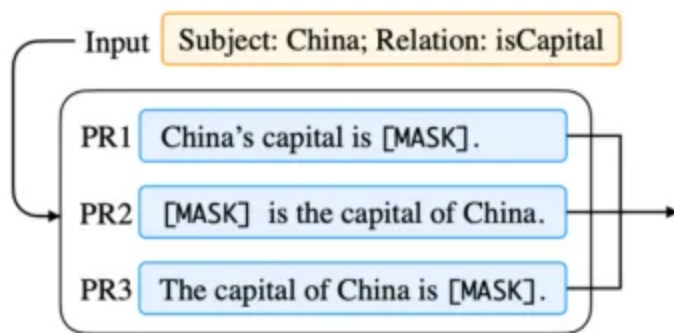 Input Subject: China; Relation: isCapital
PR1 China's capital is [MASK].
PR2 [MASK] is the capital of China.
PR3 The capital of China is [MASK].